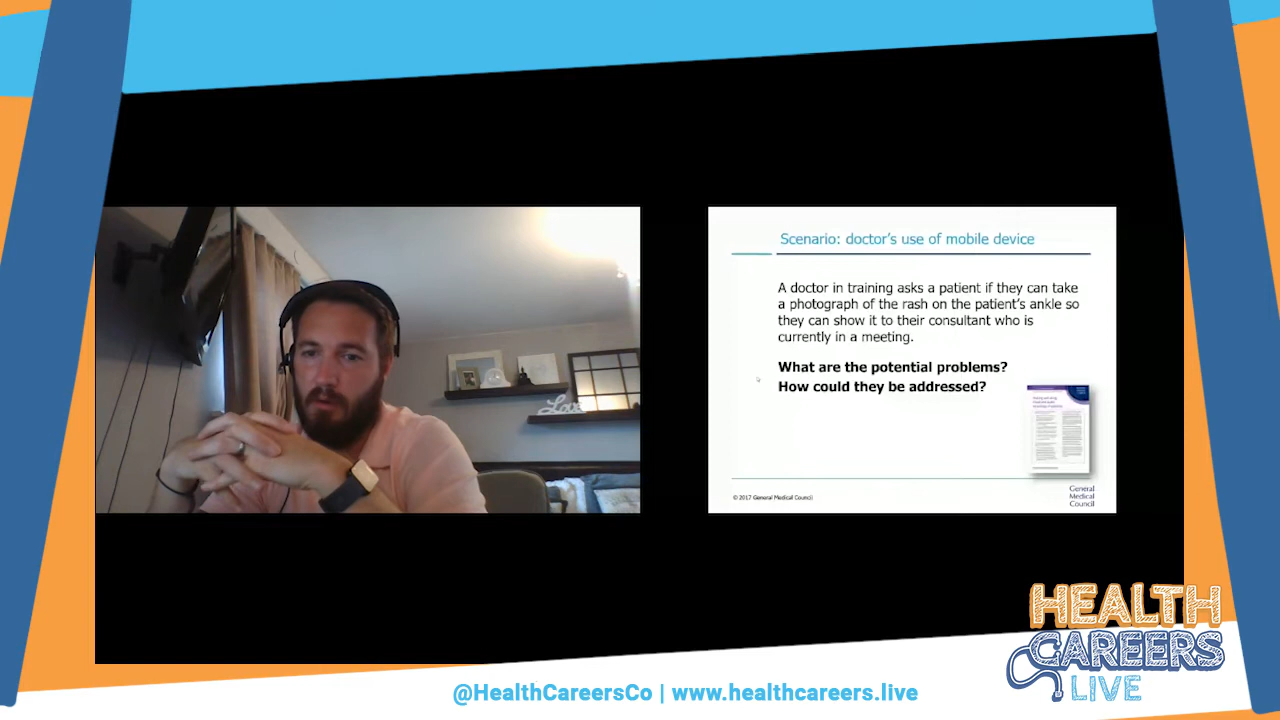 Scenario: doctor's use of mobile device
A doctor in training asks a patient if they can take
a photograph of the rash on the patient's ankle so
they can show it to their consultant who is
currently in a meeting.
What are the potential problems?
How could they be addressed?
© 2017 General Medical Council
General
Medical
Council
Love
HEALTH
CAREERS
LIVE
@HealthCareersCo | www.healthcareers.live